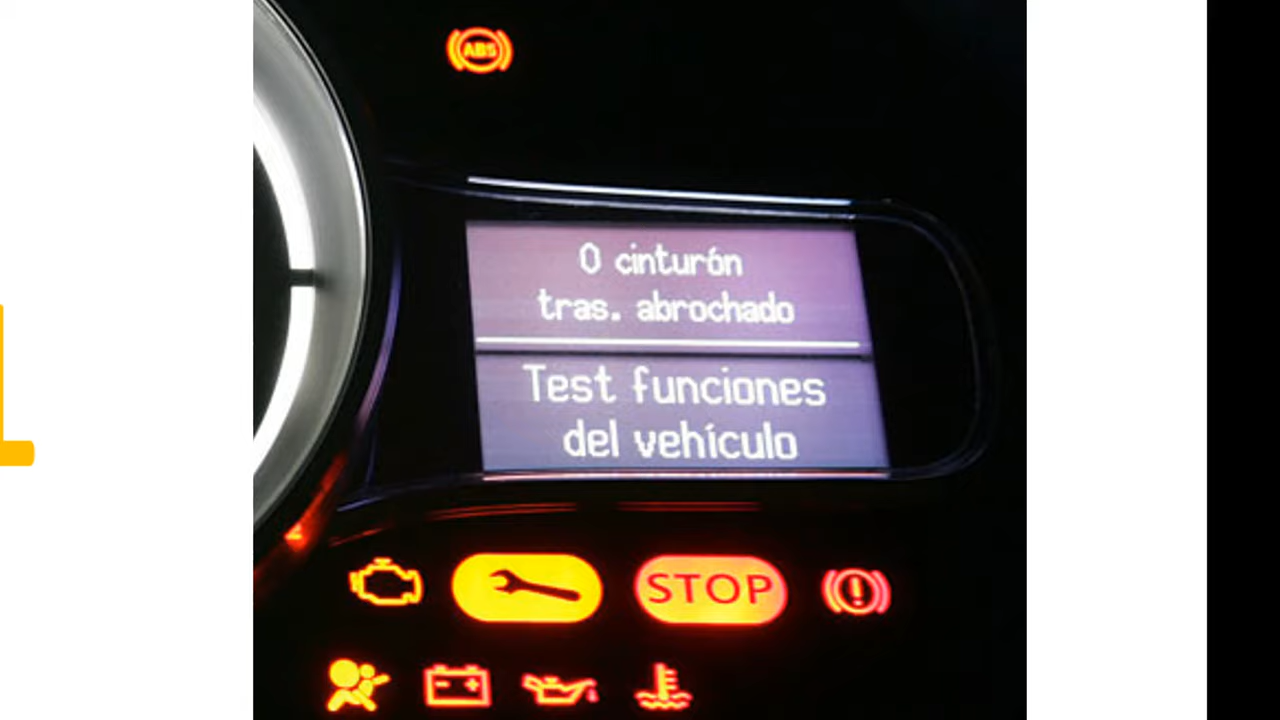 ABS
0 cinturón
tras. abrochado
Test funciones
del vehículo
STOP